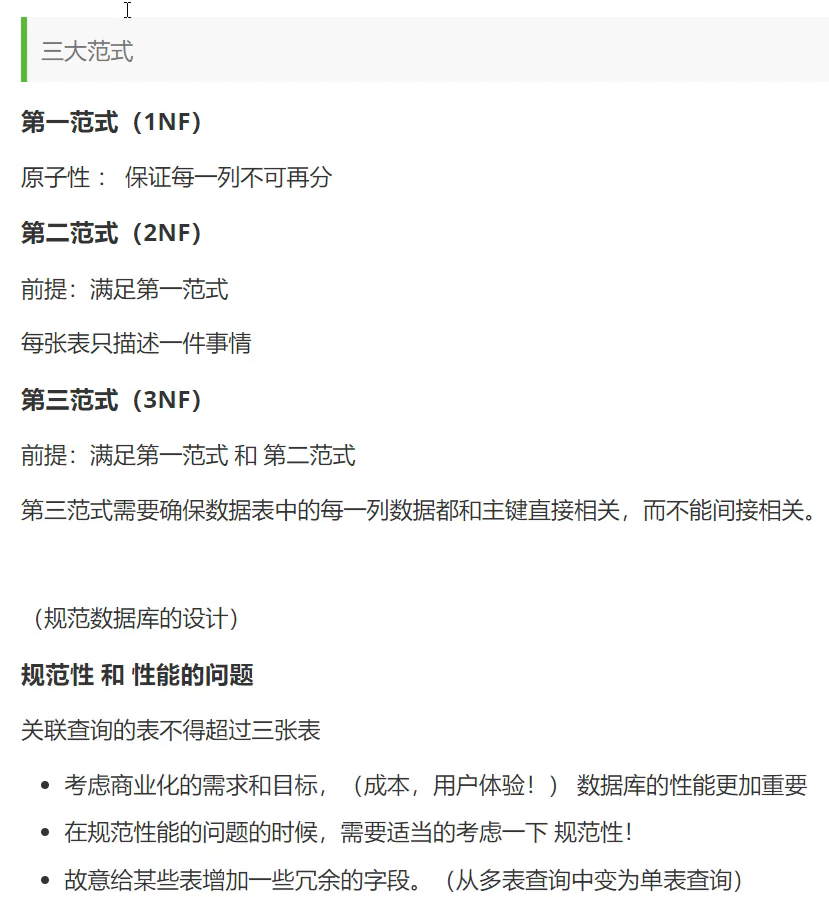 三大范式
第一范式（1NF）
原子性： 保证每一列不可再分
第二范式（2NF）
前提：满足第一范式
每张表只描述一件事情
第三范式（3NF）
前提：满足第一范式 和 第二范式
第三范式需要确保数据表中的每一列数据都和主键直接相关，而不能间接相关。
（规范数据库的设计）
规范性 和 性能的问题
关联查询的表不得超过三张表
考虑商业化的需求和目标，（成本，用户体验！） 数据库的性能更加重要
在规范性能的问题的时候，需要适当的考虑一下 规范性！
故意给某些表增加一些冗余的字段。（从多表查询中变为单表查询）